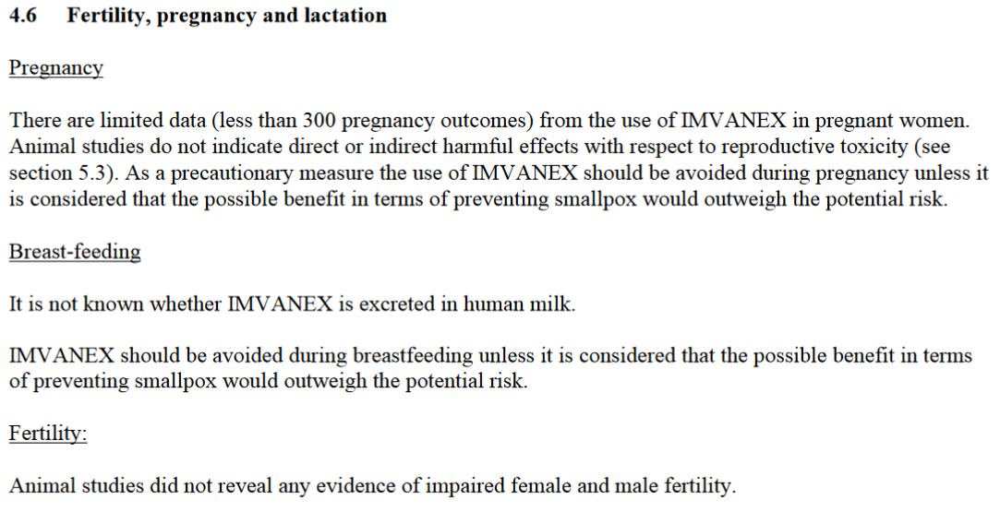 4.6 Fertility, pregnancy and lactation
Pregnancy
There are limited data (less than 300 pregnancy outcomes) from the use of IMVANEX in pregnant women.
Animal studies do not indicate direct or indirect harmful effects with respect to reproductive toxicity (see
section 5.3). As a precautionary measure the use of IMVANEX should be avoided during pregnancy unless it
is considered that the possible benefit in terms of preventing smallpox would outweigh the potential risk.
Breast-feeding
It is not known whether IMVANEX is excreted in human milk.
IMVANEX should be avoided during breastfeeding unless it is considered that the possible benefit in terms
of preventing smallpox would outweigh the potential risk.
Fertility:
Animal studies did not reveal any evidence of impaired female and male fertility.